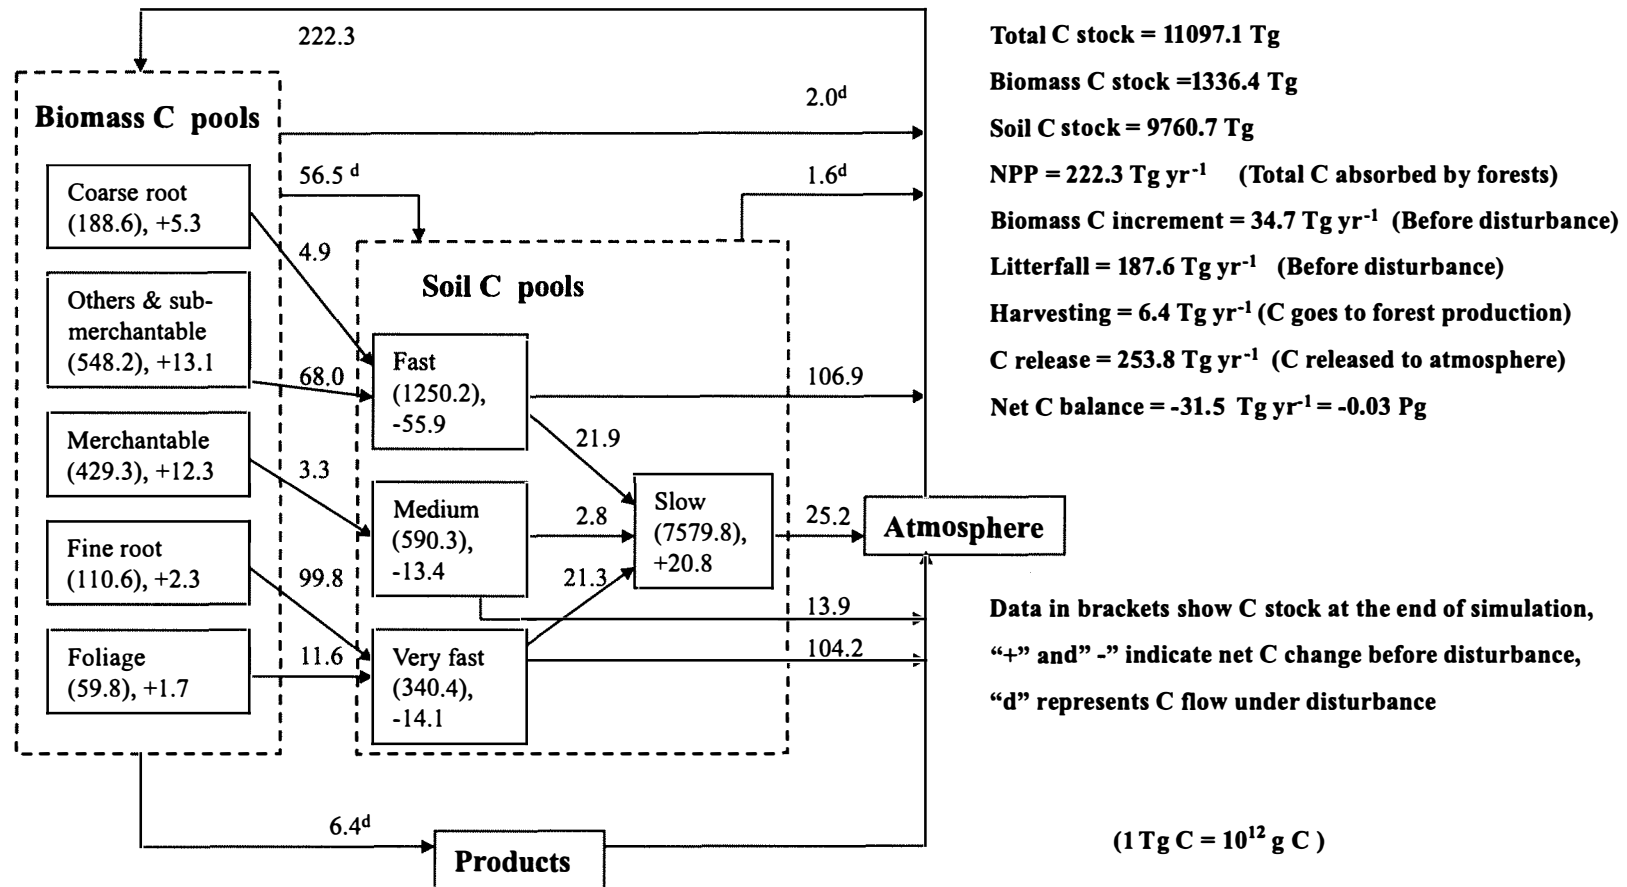 222.3
Biomass C pools
Coarse root
(188.6), +5.3
Others & sub-
merchantable
(548.2), +13.1
Merchantable
(429.3), +12.3
Fine root
(110.6), +2.3
Foliage
(59.8), +1.7
2.0ᵈ
56.5 ᵈ
1.6ᵈ
4.9
68.0
3.3
99.8
11.6
Soil C pools
Fast
(1250.2),
-55.9
Medium
(590.3),
-13.4
Very fast
(340.4),
-14.1
106.9
21.9
2.8
21.3
Slow
(7579.8),
+20.8
25.2
Atmosphere
13.9
104.2
6.4ᵈ
Products
Total C stock = 11097.1 Tg
Biomass C stock =1336.4 Tg
Soil C stock = 9760.7 Tg
NPP = 222.3 Tg yr⁻¹ (Total C absorbed by forests)
Biomass C increment = 34.7 Tg yr⁻¹ (Before disturbance)
Litterfall = 187.6 Tg yr⁻¹ (Before disturbance)
Harvesting = 6.4 Tg yr⁻¹ (C goes to forest production)
C release = 253.8 Tg yr⁻¹ (C released to atmosphere)
Net C balance = -31.5 Tg yr⁻¹ = -0.03 Pg
Data in brackets show C stock at the end of simulation,
“+” and” -” indicate net C change before disturbance,
“d” represents C flow under disturbance
(1 Tg C = 10¹² g C )